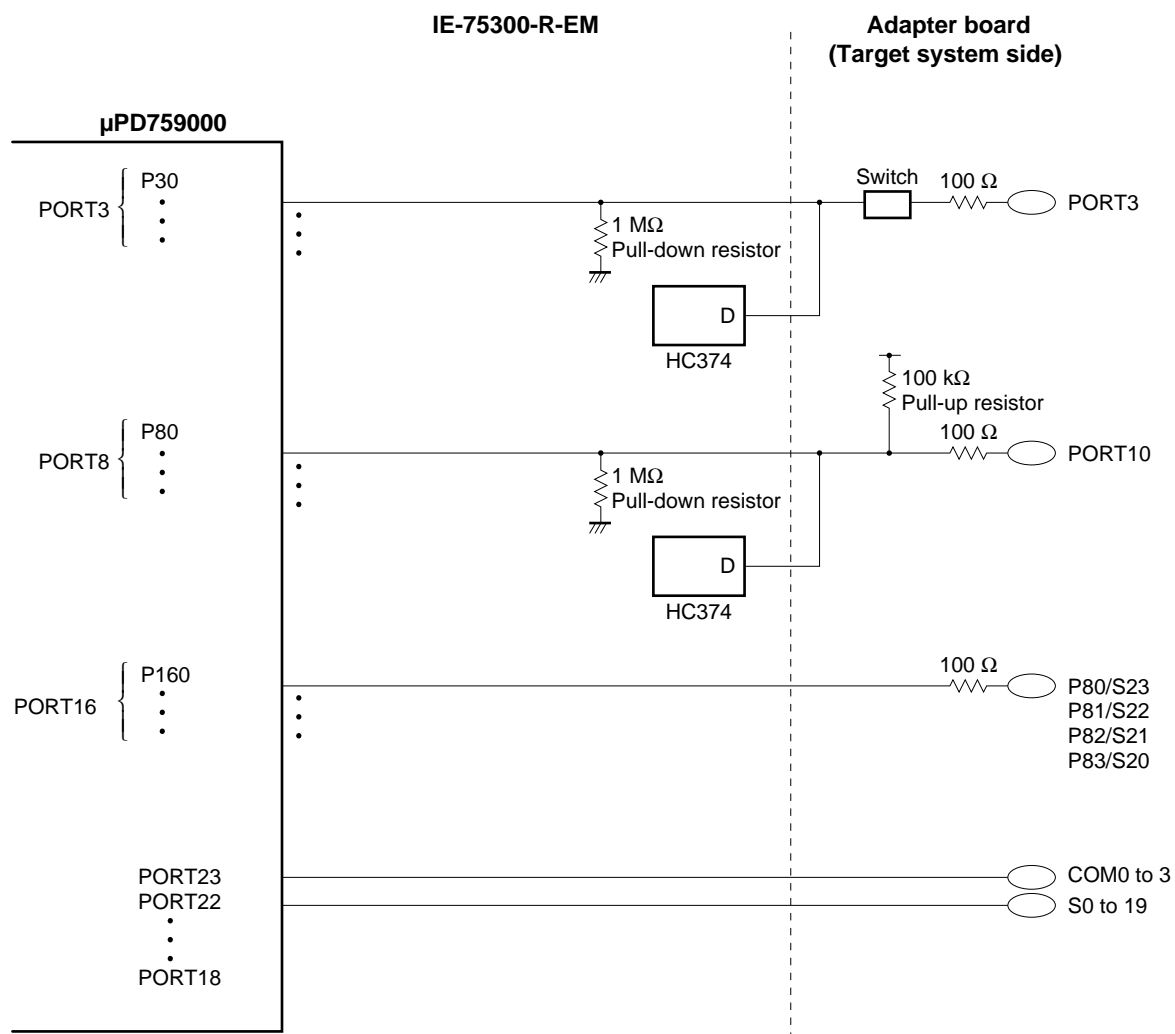 IE-75300-R-EM
Adapter board
(Target system side)
µPD759000
PORT3
P30
Switch
100 Ω
PORT3
1 MΩ
Pull-down resistor
D
HC374
100 kΩ
Pull-up resistor
PORT8
P80
100 Ω
PORT10
1 MΩ
Pull-down resistor
D
HC374
PORT16
P160
100 Ω
P80/S23
P81/S22
P82/S21
P83/S20
PORT23
COM0 to 3
PORT22
S0 to 19
PORT18